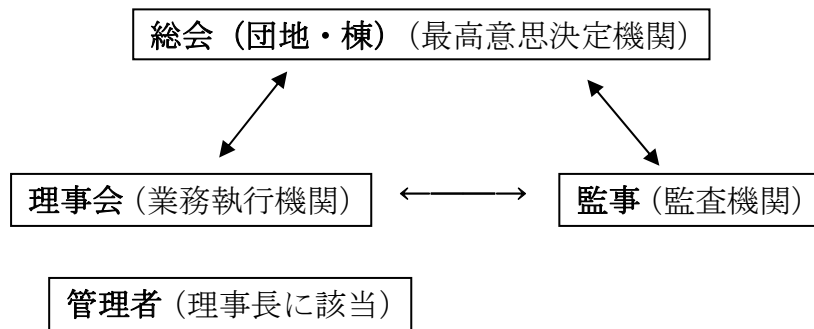 総会（団地・棟）（最高意思決定機関）
理事会（業務執行機関）
監事（監査機関）
管理者（理事長に該当）